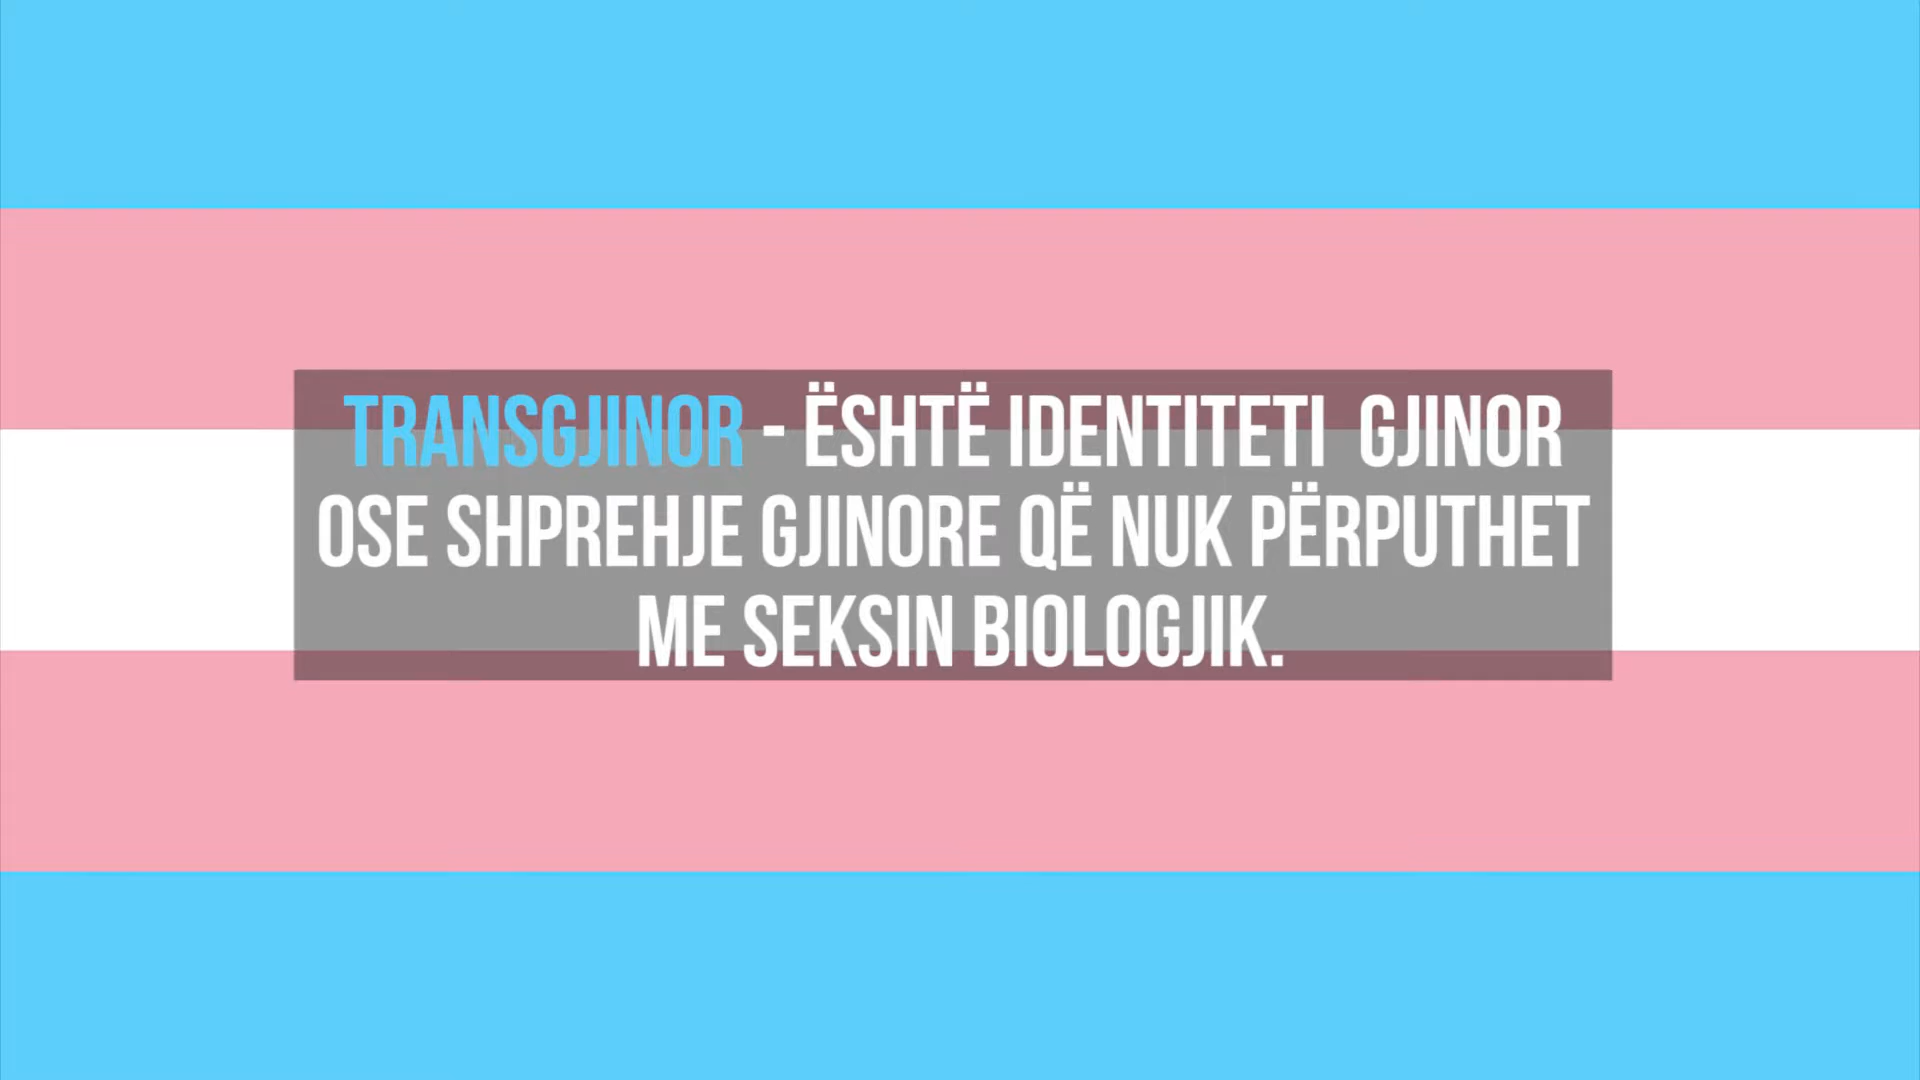 TRANSGJINOR - ËSHTË IDENTITETI GJINOR
OSE SHPREHJE GJINORE QË NUK PËRPUTHET
ME SEKSIN BIOLOGJIK.